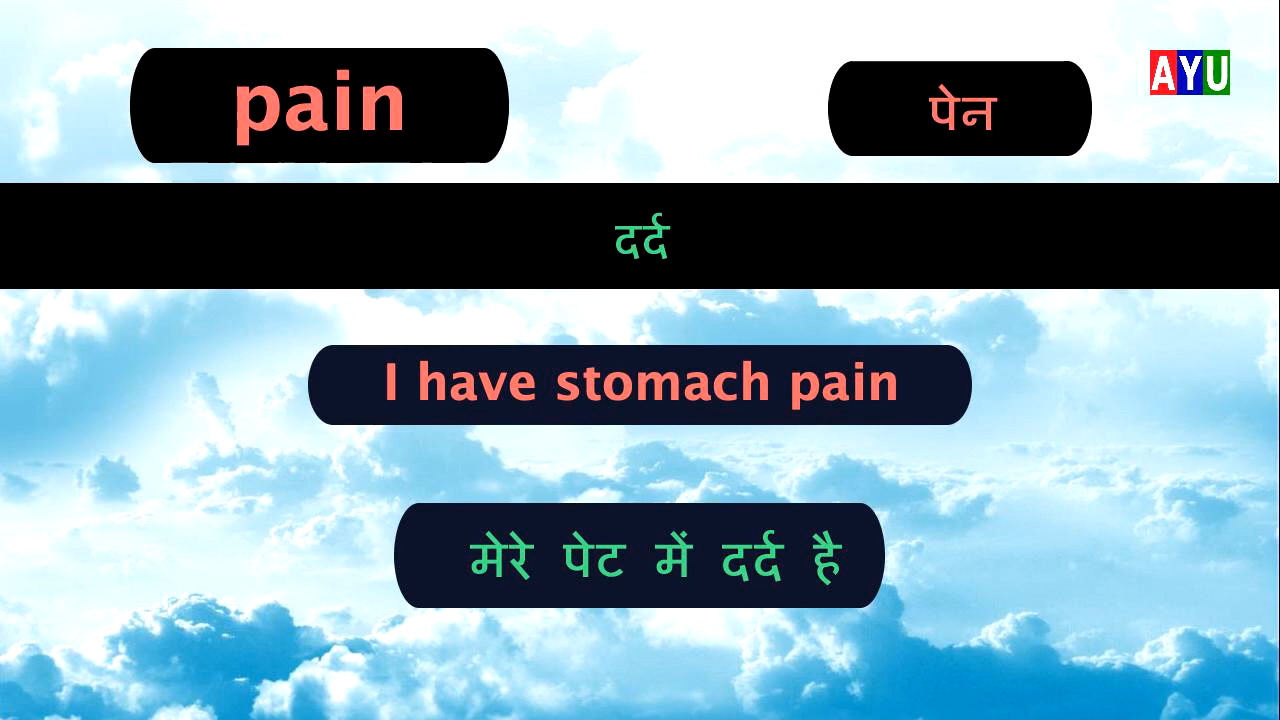 pain
पेन
AYU
दर्द
I have stomach pain
मेरे पेट में दर्द है